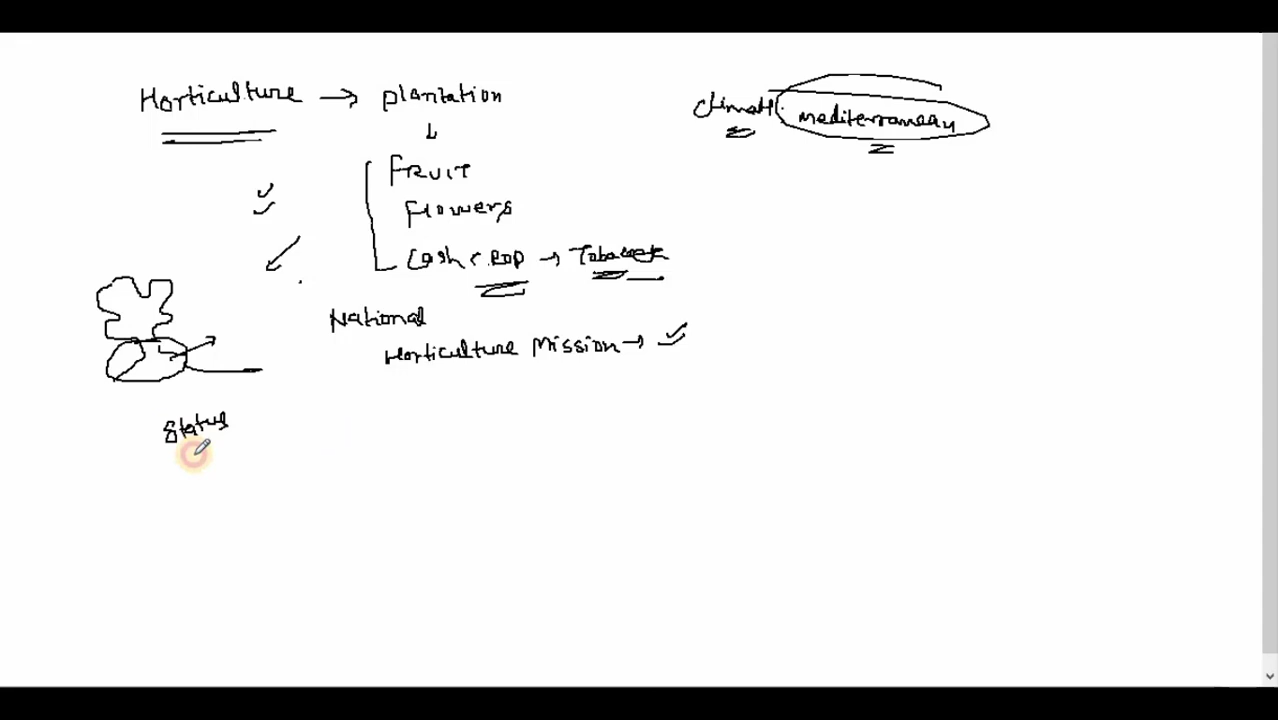 Horticulture → plantation
↓
Fruit
Flowers
Cash crop → Tobacco
National
Horticulture Mission →
climate mediterranean
Status